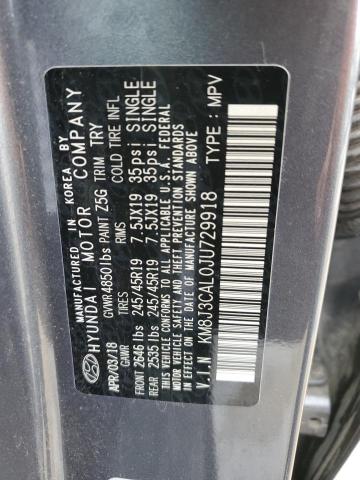 MANUFACTURED IN KOREA BY
HYUNDAI MOTOR COMPANY
APR/03/18 GVWR 4850lbs PAINT Z5G TRIM TRY
GAWR TIRES RIMS COLD TIRE INFL
FRONT 2646 lbs 245/45R19 7.5JX19 35psi SINGLE
REAR 2535 lbs 245/45R19 7.5JX19 35psi SINGLE
THIS VEHICLE CONFORMS TO ALL APPLICABLE U.S.A. FEDERAL
MOTOR VEHICLE SAFETY, BUMPER, AND THEFT PREVENTION
STANDARDS IN EFFECT ON THE DATE OF MANUFACTURE SHOWN ABOVE
V.I.N KM8J3CAL0JU729918 TYPE : MPV